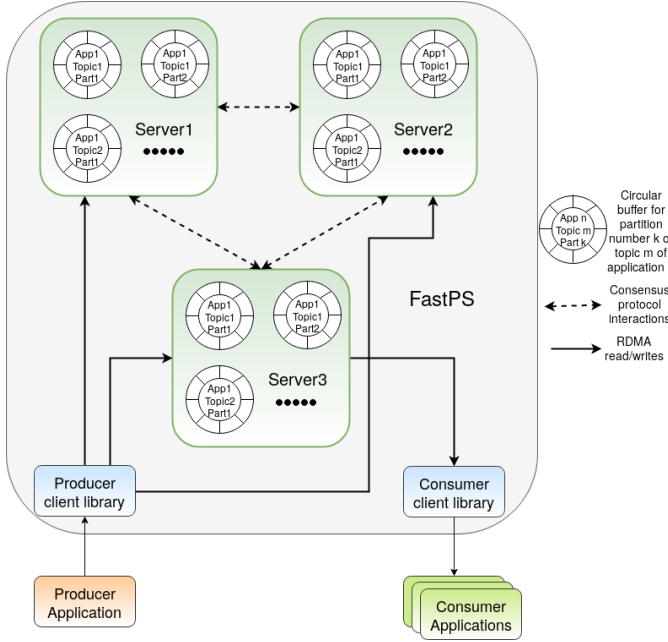 App1
Topic1
Part1
App1
Topic1
Part2
App1
Topic2
Part1
Server1
App1
Topic1
Part1
App1
Topic1
Part2
App1
Topic2
Part1
Server2
App1
Topic1
Part1
App1
Topic1
Part2
App1
Topic2
Part1
Server3
FastPS
App n
Topic m
Part k
Circular
buffer for
partition
number k o
topic m of
application
Consensus
protocol
interactions
RDMA
read/writes
Producer
client library
Consumer
client library
Producer
Application
Consumer
Applications